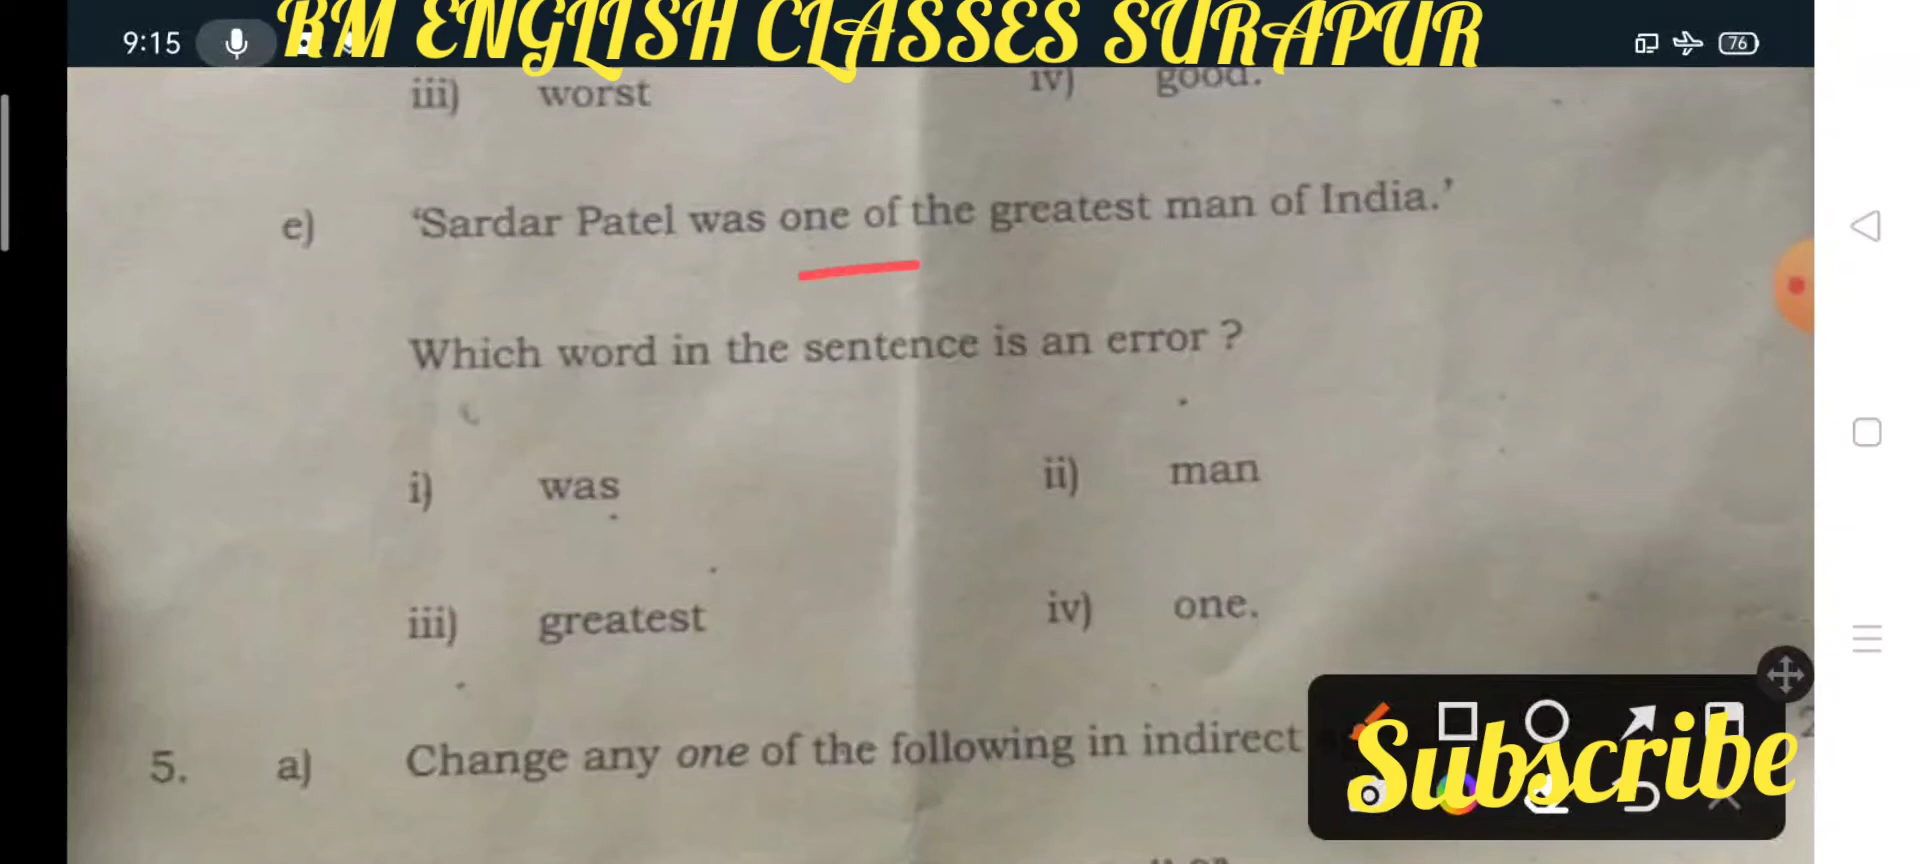 RM ENGLISH CLASSES SURAPUR
9:15
76
iii) worst iv) good.
e) ‘Sardar Patel was one of the greatest man of India.’
Which word in the sentence is an error ?
i) was ii) man
iii) greatest iv) one.
5. a) Change any one of the following in indirect
Subscribe